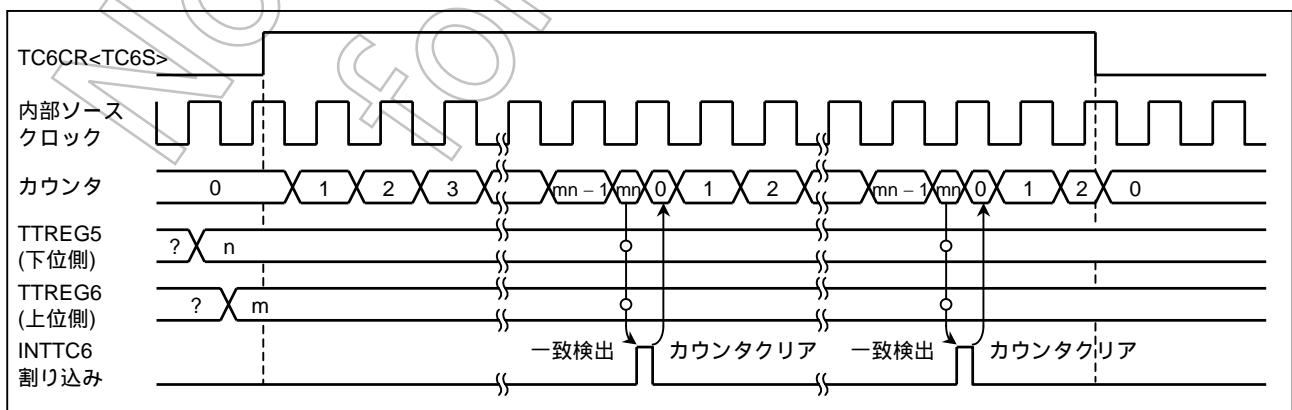 TC6CR<TC6S>
内部ソース
クロック
カウンタ 0 1 2 3 mn – 1 mn 0 1 2 mn – 1 mn 0 1 2 0
TTREG5
(下位側)
? n
TTREG6
(上位側)
? m
INTTC6
割り込み
一致検出 カウンタクリア 一致検出 カウンタクリア